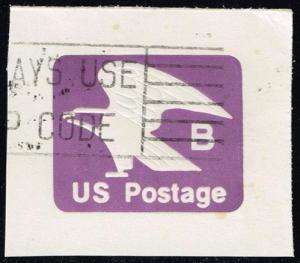 AYS USE
P CODE
B
US Postage